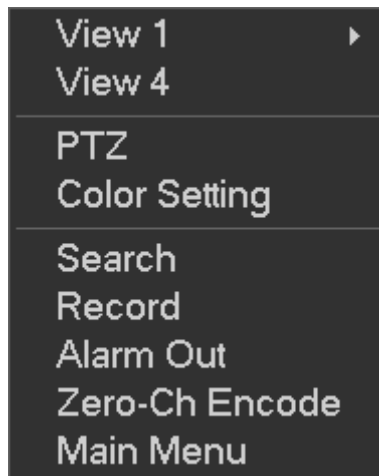 View 1
View 4
PTZ
Color Setting
Search
Record
Alarm Out
Zero-Ch Encode
Main Menu